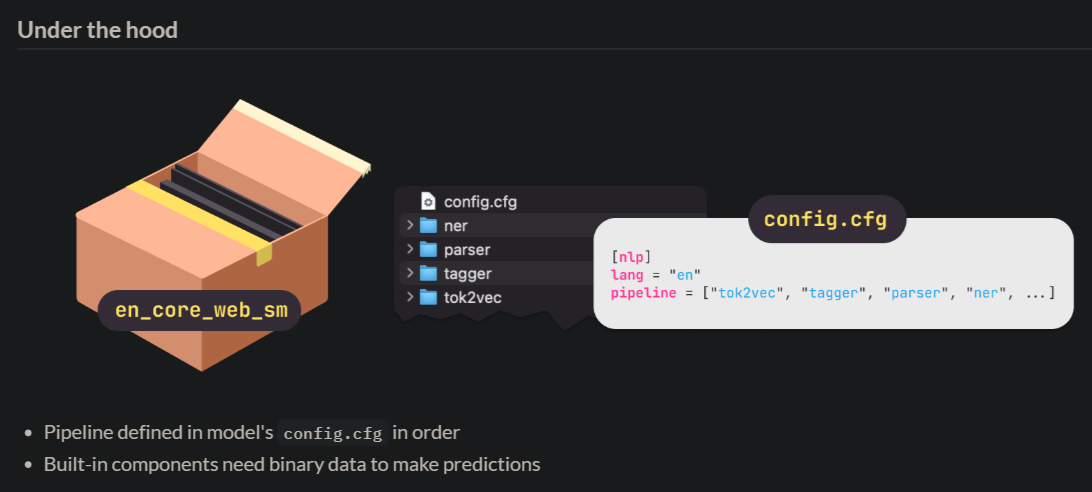 Under the hood
en_core_web_sm
config.cfg
ner
parser
tagger
tok2vec
config.cfg
[nlp]
lang = "en"
pipeline = ["tok2vec", "tagger", "parser", "ner", ...]
• Pipeline defined in model's config.cfg in order
• Built-in components need binary data to make predictions